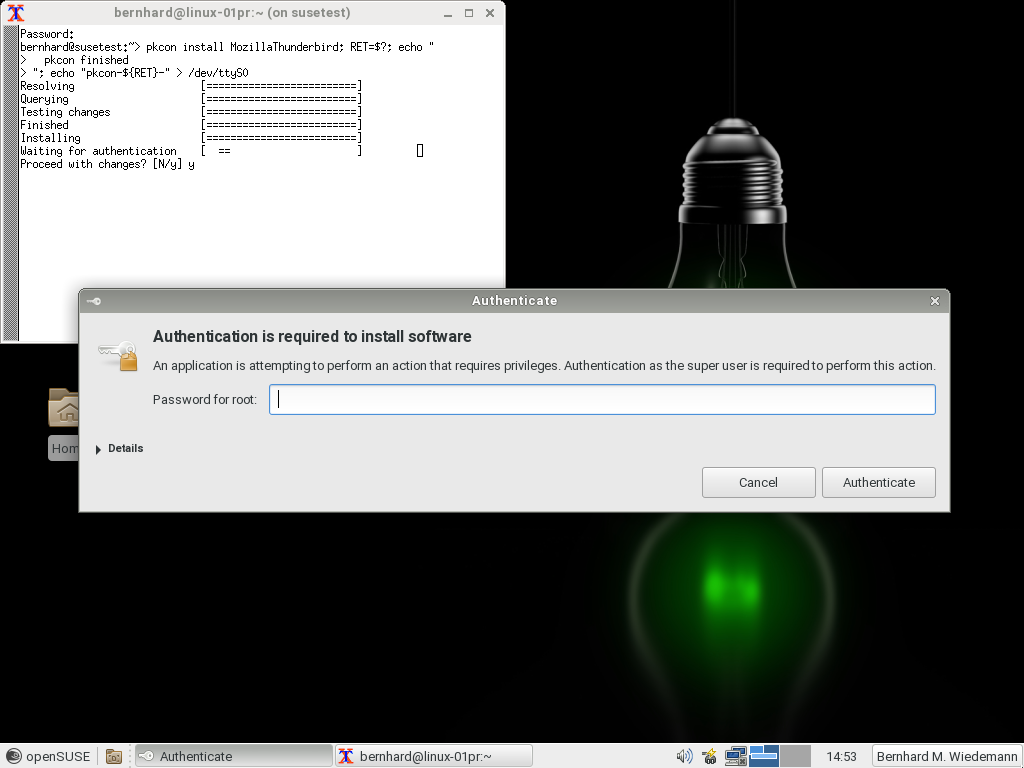 bernhard@linux-01pr:~ (on susetest)
Password:
bernhard@susetest:~> pkcon install MozillaThunderbird; RET=$?; echo "
>   pkcon finished
> "; echo "pkcon-${RET}-" > /dev/ttyS0
Resolving [=========================]
Querying [=========================]
Testing changes [=========================]
Finished [=========================]
Installing [=========================]
Waiting for authentication [  ==                     ]
Proceed with changes? [N/y] y
Authenticate
Authentication is required to install software
An application is attempting to perform an action that requires privileges. Authentication as the super user is required to perform this action.
Password for root:
Details
Cancel Authenticate
Hom
openSUSE Authenticate bernhard@linux-01pr:~ 14:53 Bernhard M. Wiedemann